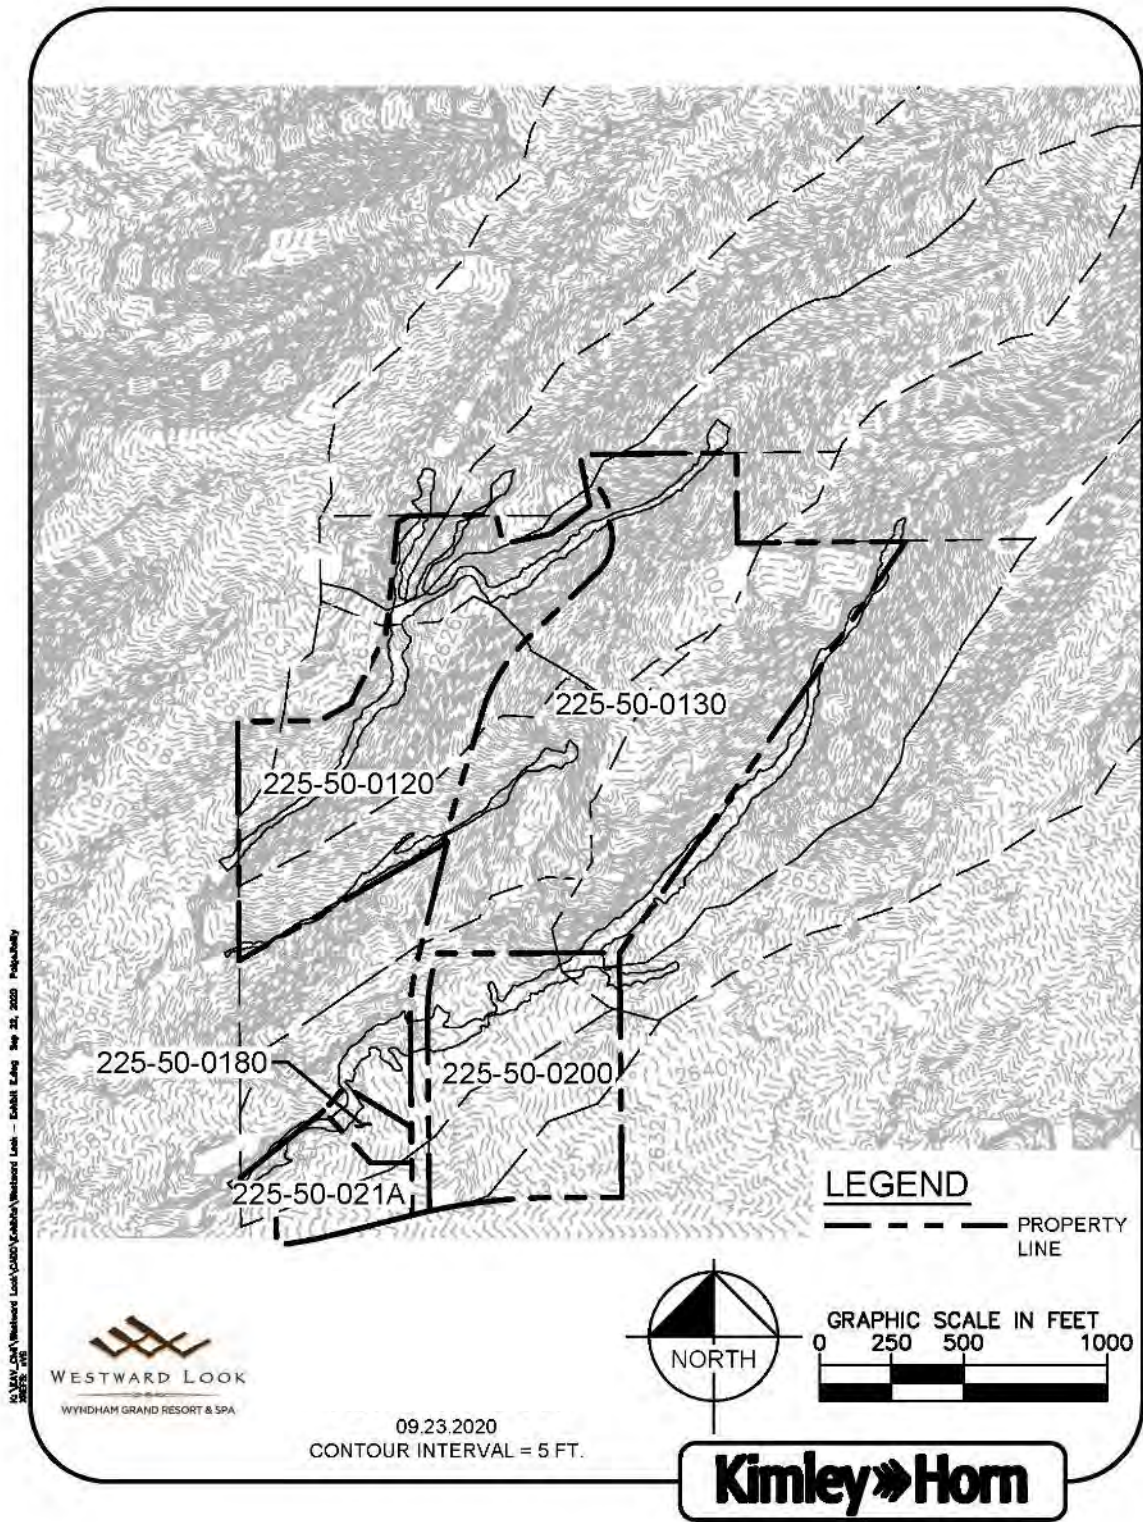 225-50-0130
225-50-0120
225-50-0180
225-50-0200
2640
2632
225-50-021A
LEGEND
PROPERTY
LINE
GRAPHIC SCALE IN FEET
0 250 500 1000
NORTH
WESTWARD LOOK
WYNDHAM GRAND RESORT & SPA
09.23.2020
CONTOUR INTERVAL = 5 FT.
Kimley Horn